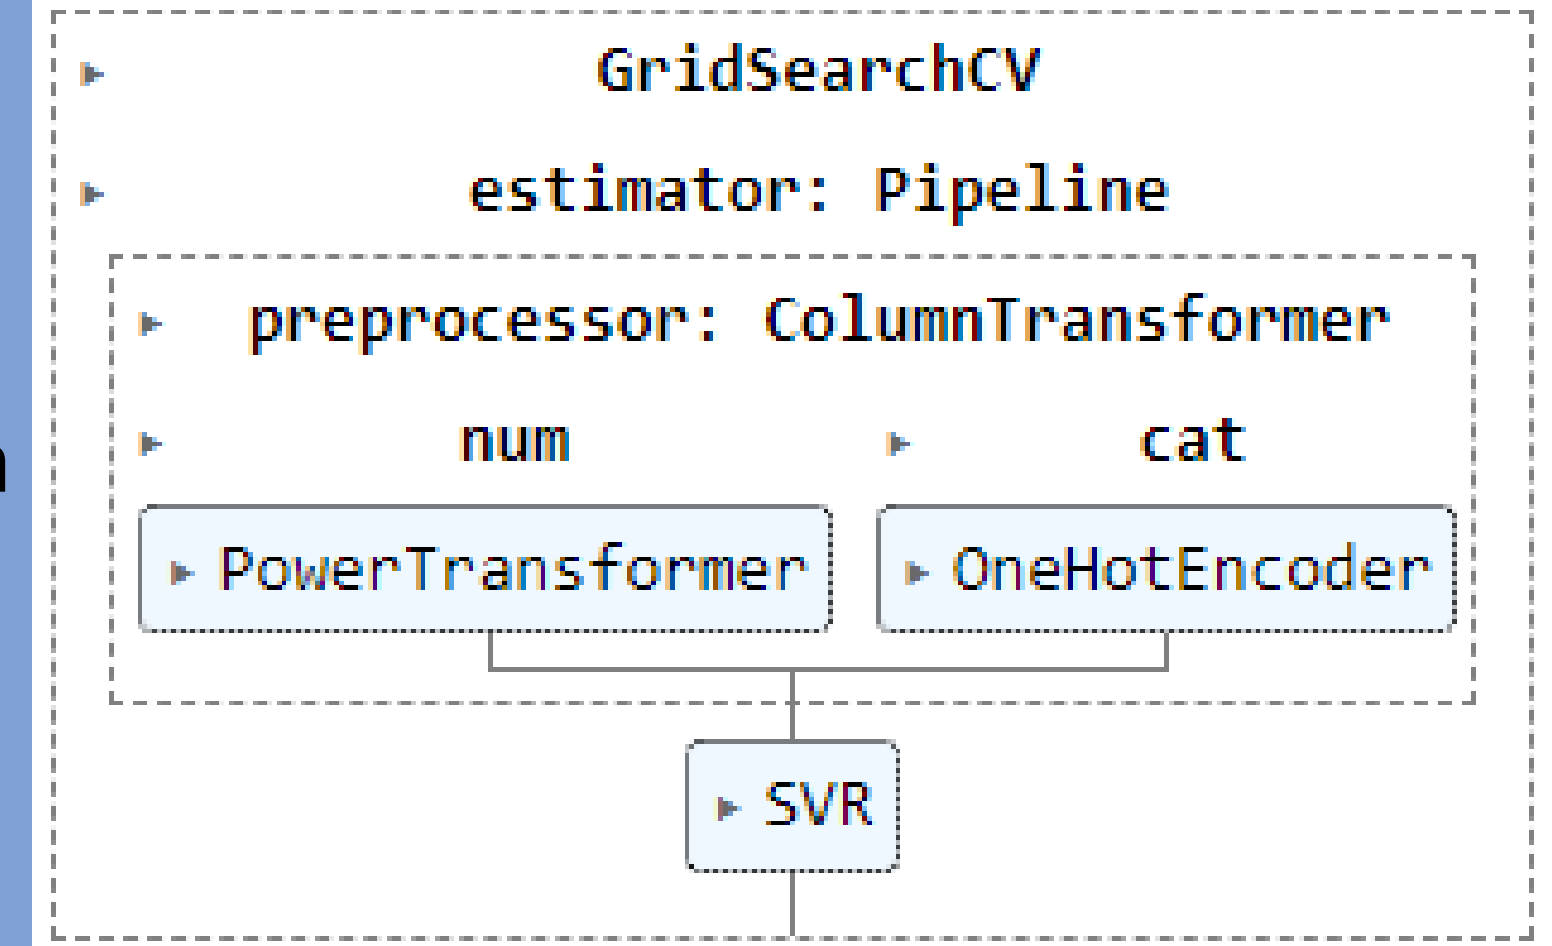 GridSearchCV
estimator: Pipeline
preprocessor: ColumnTransformer
num cat
PowerTransformer OneHotEncoder
SVR